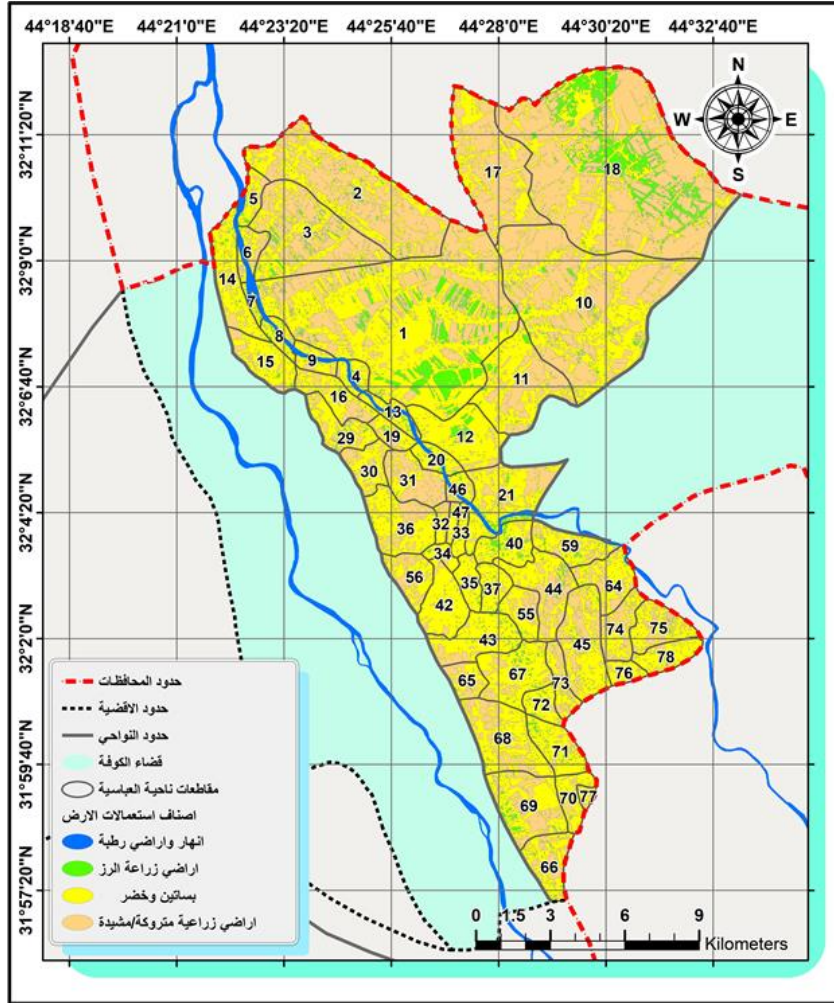 44°18'40"E 44°21'0"E 44°23'20"E 44°25'40"E 44°28'0"E 44°30'20"E 44°32'40"E
N
W E
S
32°11'20"N
32°9'0"N
32°6'40"N
32°4'20"N
32°2'0"N
31°59'40"N
31°57'20"N
17
18
2
5
3
6
14
7
10
1
8
9
15
4
11
16
13
12
29
19
20
30
31
46
21
36
32
47
33
40
59
34
56
35
37
44
64
42
55
45
74
75
43
78
65
67
73
76
72
68
71
69
70
77
66
حدود المحافظات
حدود الاقضية
حدود النواحي
قضاء الكوفة
مقاطعات ناحية العباسية
اصناف استعمالات الارض
انهار واراضي رطبة
اراضي زراعة الرز
بساتين وخضر
اراضي زراعية متروكة/مشيدة
0 1.5 3 6 9
Kilometers